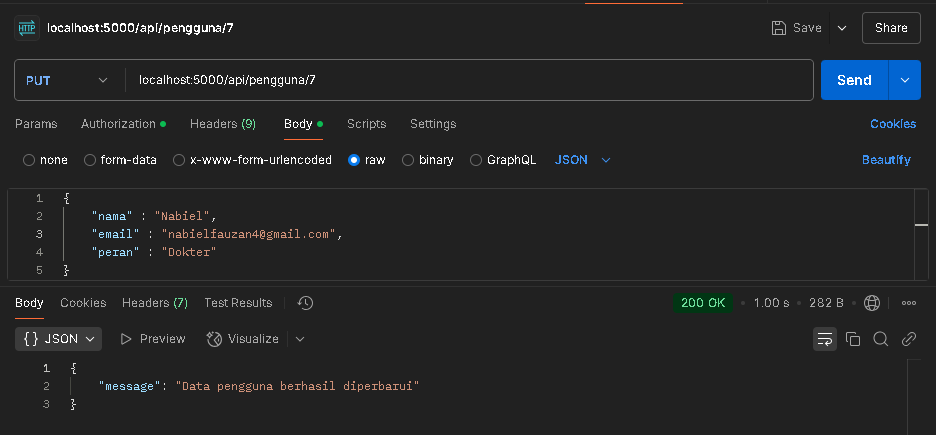 HTTP localhost:5000/api/pengguna/7 Save Share
PUT localhost:5000/api/pengguna/7 Send
Params Authorization Headers (9) Body Scripts Settings Cookies
none form-data x-www-form-urlencoded raw binary GraphQL JSON Beautify
1 {
2 "nama" : "Nabiel",
3 "email" : "nabielfauzan4@gmail.com",
4 "peran" : "Dokter"
5 }
Body Cookies Headers (7) Test Results 200 OK • 1.00 s • 282 B •
{} JSON Preview Visualize
1 {
2 "message": "Data pengguna berhasil diperbarui"
3 }